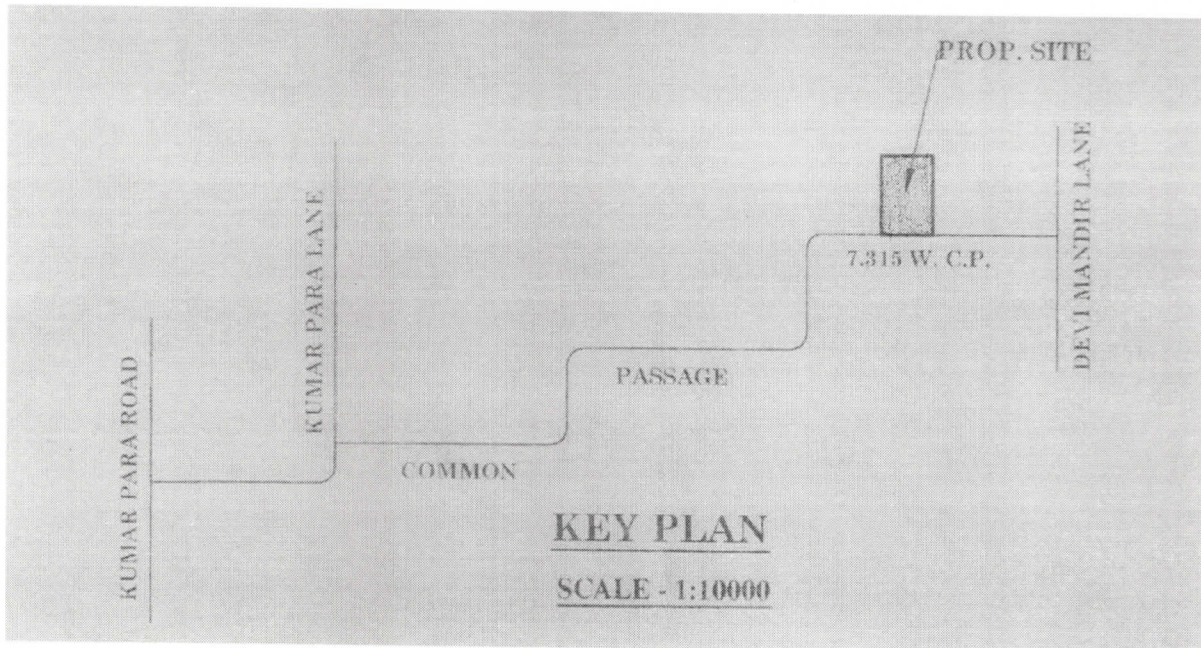 PROP. SITE
DEVI MANDIR LANE
KUMAR PARA LANE
7.315 W. C.P.
KUMAR PARA ROAD
PASSAGE
COMMON
KEY PLAN
SCALE - 1:10000